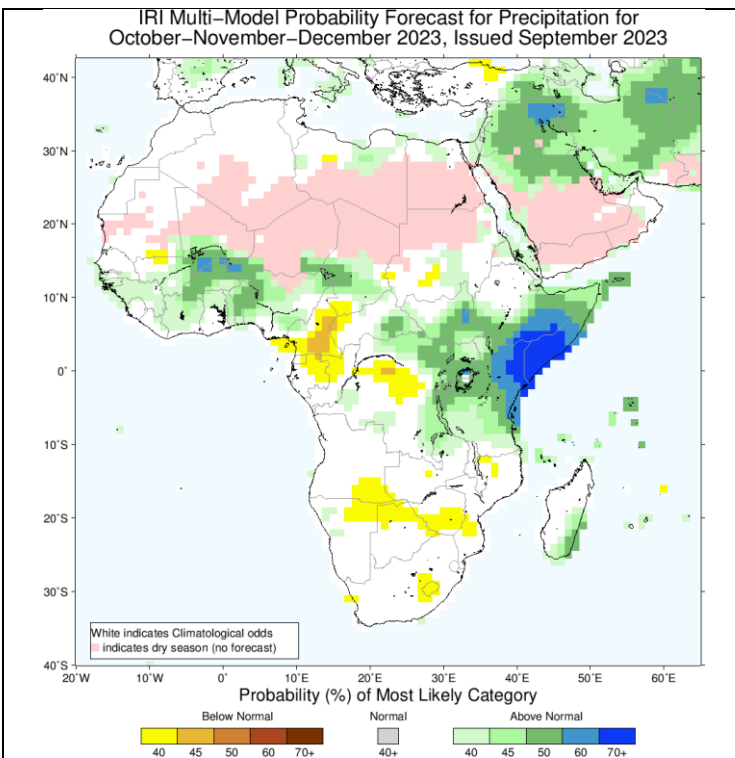 IRI Multi−Model Probability Forecast for Precipitation for
October−November−December 2023, Issued September 2023
40˚N
30˚N
20˚N
10˚N
0˚
10˚S
20˚S
30˚S
40˚S
White indicates Climatological odds
indicates dry season (no forecast)
20˚W 10˚W 0˚ 10˚E 20˚E 30˚E 40˚E 50˚E 60˚E
Probability (%) of Most Likely Category
Below Normal Normal Above Normal
40 45 50 60 70+ 40+ 40 45 50 60 70+